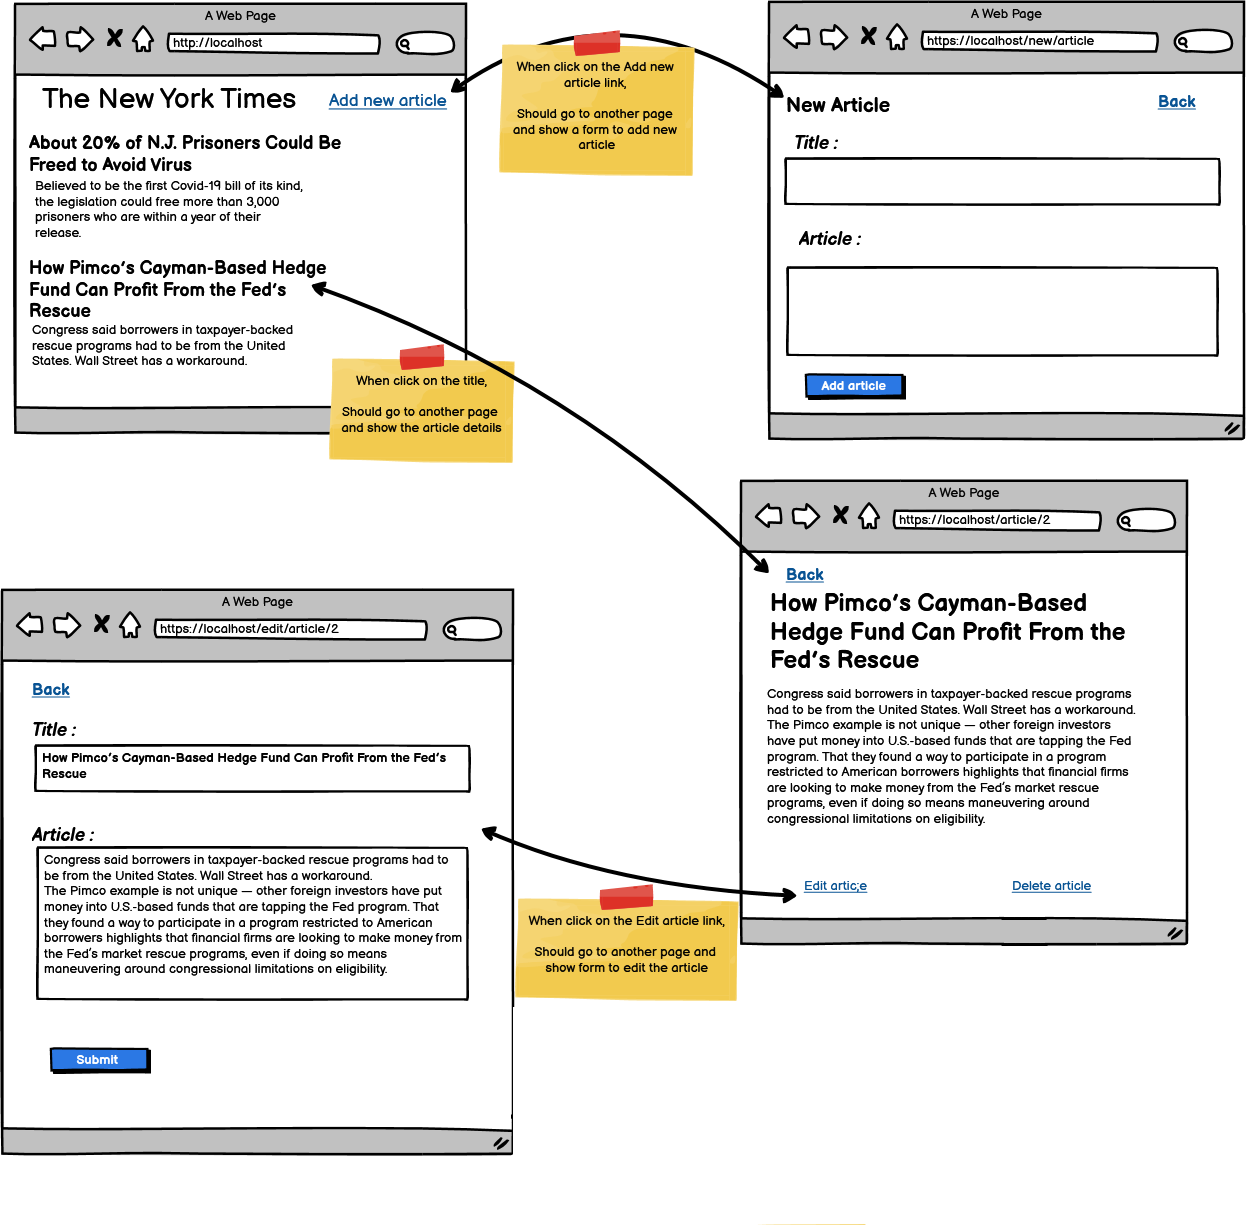 A Web Page
http://localhost
The New York Times
Add new article
About 20% of N.J. Prisoners Could Be
Freed to Avoid Virus
Believed to be the first Covid-19 bill of its kind,
the legislation could free more than 3,000
prisoners who are within a year of their
release.
How Pimco's Cayman-Based Hedge
Fund Can Profit From the Fed's
Rescue
Congress said borrowers in taxpayer-backed
rescue programs had to be from the United
States. Wall Street has a workaround.
When click on the Add new
article link,
Should go to another page
and show a form to add new
article
A Web Page
https://localhost/new/article
New Article
Back
Title :
Article :
Add article
When click on the title,
Should go to another page
and show the article details
A Web Page
https://localhost/article/2
Back
How Pimco's Cayman-Based
Hedge Fund Can Profit From the
Fed's Rescue
Congress said borrowers in taxpayer-backed rescue programs
had to be from the United States. Wall Street has a workaround.
The Pimco example is not unique — other foreign investors
have put money into U.S.-based funds that are tapping the Fed
program. That they found a way to participate in a program
restricted to American borrowers highlights that financial firms
are looking to make money from the Fed's market rescue
programs, even if doing so means maneuvering around
congressional limitations on eligibility.
Edit artic;e
Delete article
A Web Page
https://localhost/edit/article/2
Back
Title :
How Pimco's Cayman-Based Hedge Fund Can Profit From the Fed's
Rescue
Article :
Congress said borrowers in taxpayer-backed rescue programs had to
be from the United States. Wall Street has a workaround.
The Pimco example is not unique — other foreign investors have put
money into U.S.-based funds that are tapping the Fed program. That
they found a way to participate in a program restricted to American
borrowers highlights that financial firms are looking to make money from
the Fed's market rescue programs, even if doing so means
maneuvering around congressional limitations on eligibility.
Submit
When click on the Edit article link,
Should go to another page and
show form to edit the article